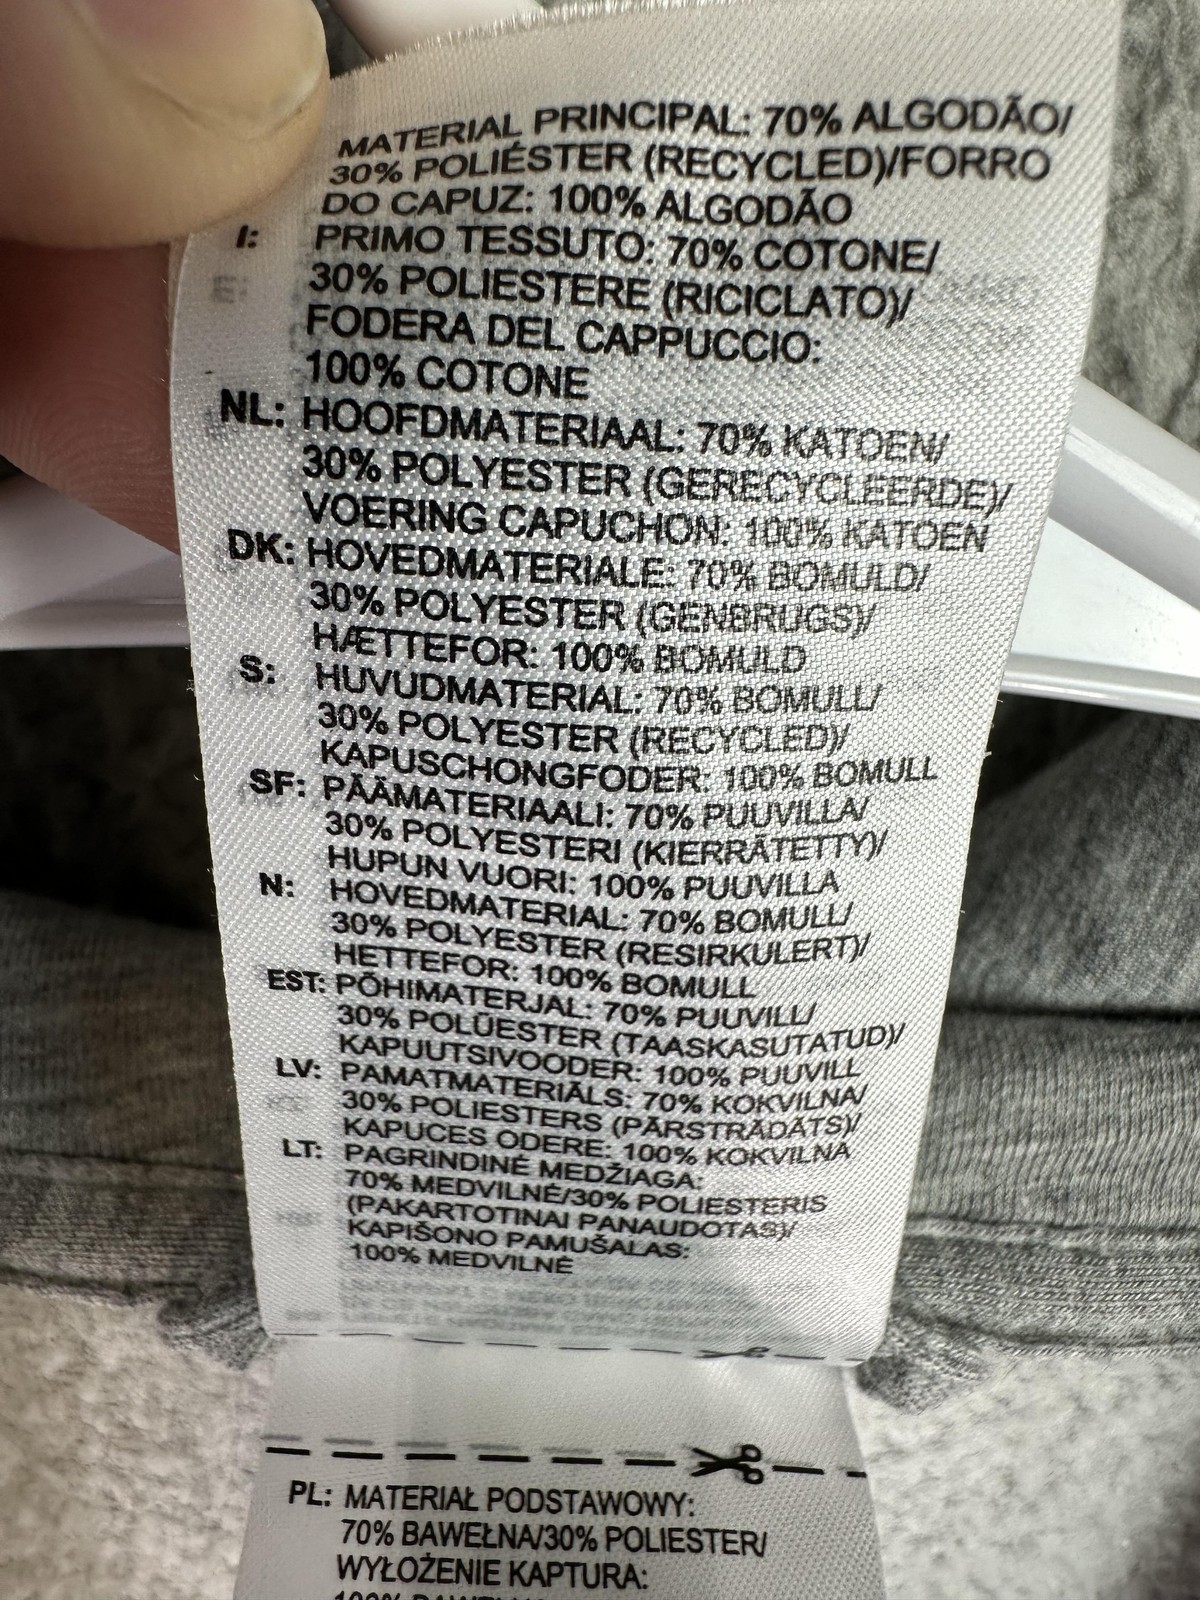 MATERIAL PRINCIPAL: 70% ALGODÃO/
30% POLIÉSTER (RECYCLED)/FORRO
DO CAPUZ: 100% ALGODÃO
I: PRIMO TESSUTO: 70% COTONE/
30% POLIESTERE (RICICLATO)/
FODERA DEL CAPPUCCIO:
100% COTONE
NL: HOOFDMATERIAAL: 70% KATOEN/
30% POLYESTER (GERECYCLEERDE)/
VOERING CAPUCHON: 100% KATOEN
DK: HOVEDMATERIALE: 70% BOMULD/
30% POLYESTER (GENBRUGS)/
HÆTTEFOR: 100% BOMULD
S: HUVUDMATERIAL: 70% BOMULL/
30% POLYESTER (RECYCLED)/
KAPUSCHONGFODER: 100% BOMULL
SF: PÄÄMATERIAALI: 70% PUUVILLA/
30% POLYESTERI (KIERRÄTETTY)/
HUPUN VUORI: 100% PUUVILLA
N: HOVEDMATERIAL: 70% BOMULL/
30% POLYESTER (RESIRKULERT)/
HETTEFOR: 100% BOMULL
EST: PÕHIMATERJAL: 70% PUUVILL/
30% POLÜESTER (TAASKASUTATUD)/
KAPUUTSIVOODER: 100% PUUVILL
LV: PAMATMATERIĀLS: 70% KOKVILNA/
30% POLIESTERS (PĀRSTRĀDĀTS)/
KAPUCES ODERE: 100% KOKVILNA
LT: PAGRINDINĖ MEDŽIAGA:
70% MEDVILNĖ/30% POLIESTERIS
(PAKARTOTINAI PANAUDOTAS)/
KAPIŠONO PAMUŠALAS:
100% MEDVILNĖ
PL: MATERIAŁ PODSTAWOWY:
70% BAWEŁNA/30% POLIESTER/
WYŁOŻENIE KAPTURA: